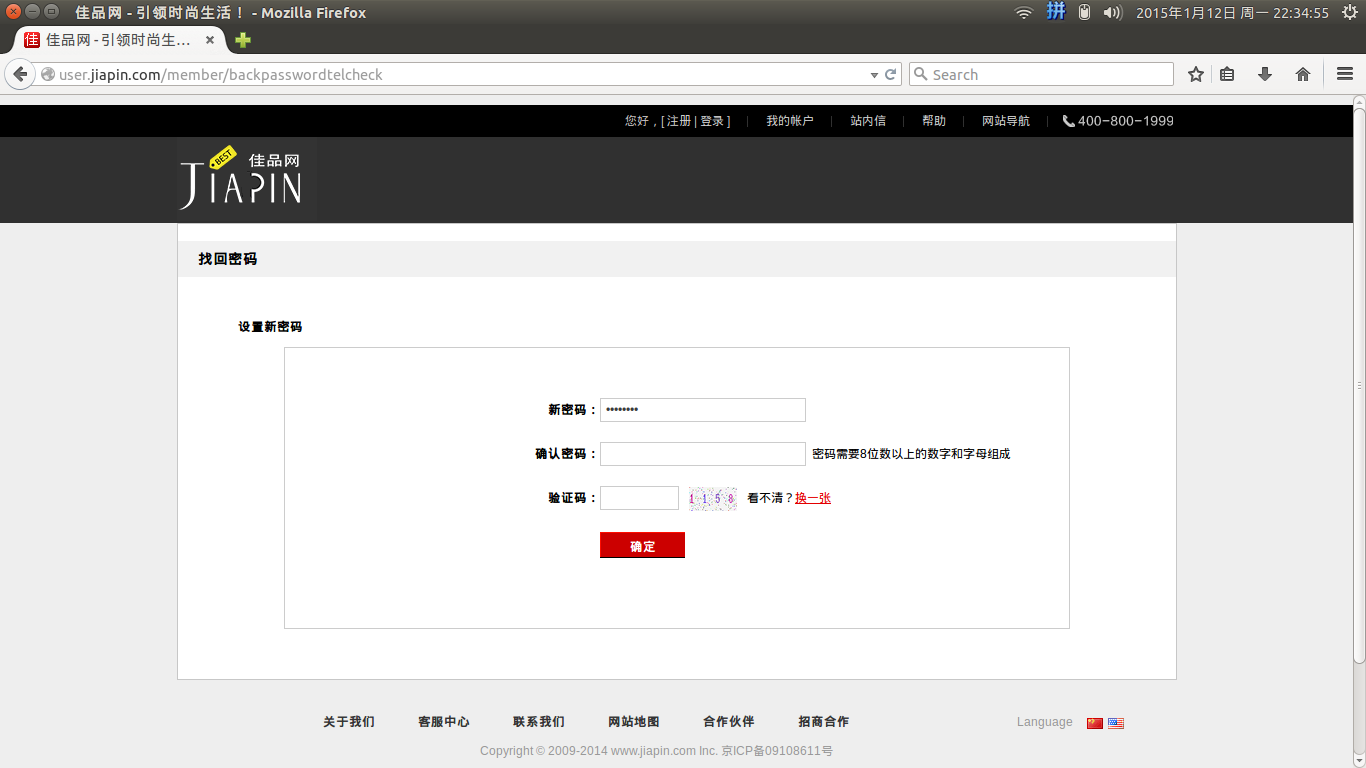 佳品网 - 引领时尚生活！ - Mozilla Firefox
2015年1月12日 周一 22:34:55
拼
佳品网 - 引领时尚生...
user.jiapin.com/member/backpasswordtelcheck
Search
您好，[ 注册 | 登录 ] | 我的帐户 | 站内信 | 帮助 | 网站导航 | 400-800-1999
BEST 佳品网
JIAPIN
找回密码
设置新密码
新密码：••••••••
确认密码： 密码需要8位数以上的数字和字母组成
验证码： 1 1 5 8 看不清？换一张
确定
关于我们 客服中心 联系我们 网站地图 合作伙伴 招商合作 Language
Copyright © 2009-2014 www.jiapin.com Inc. 京ICP备09108611号